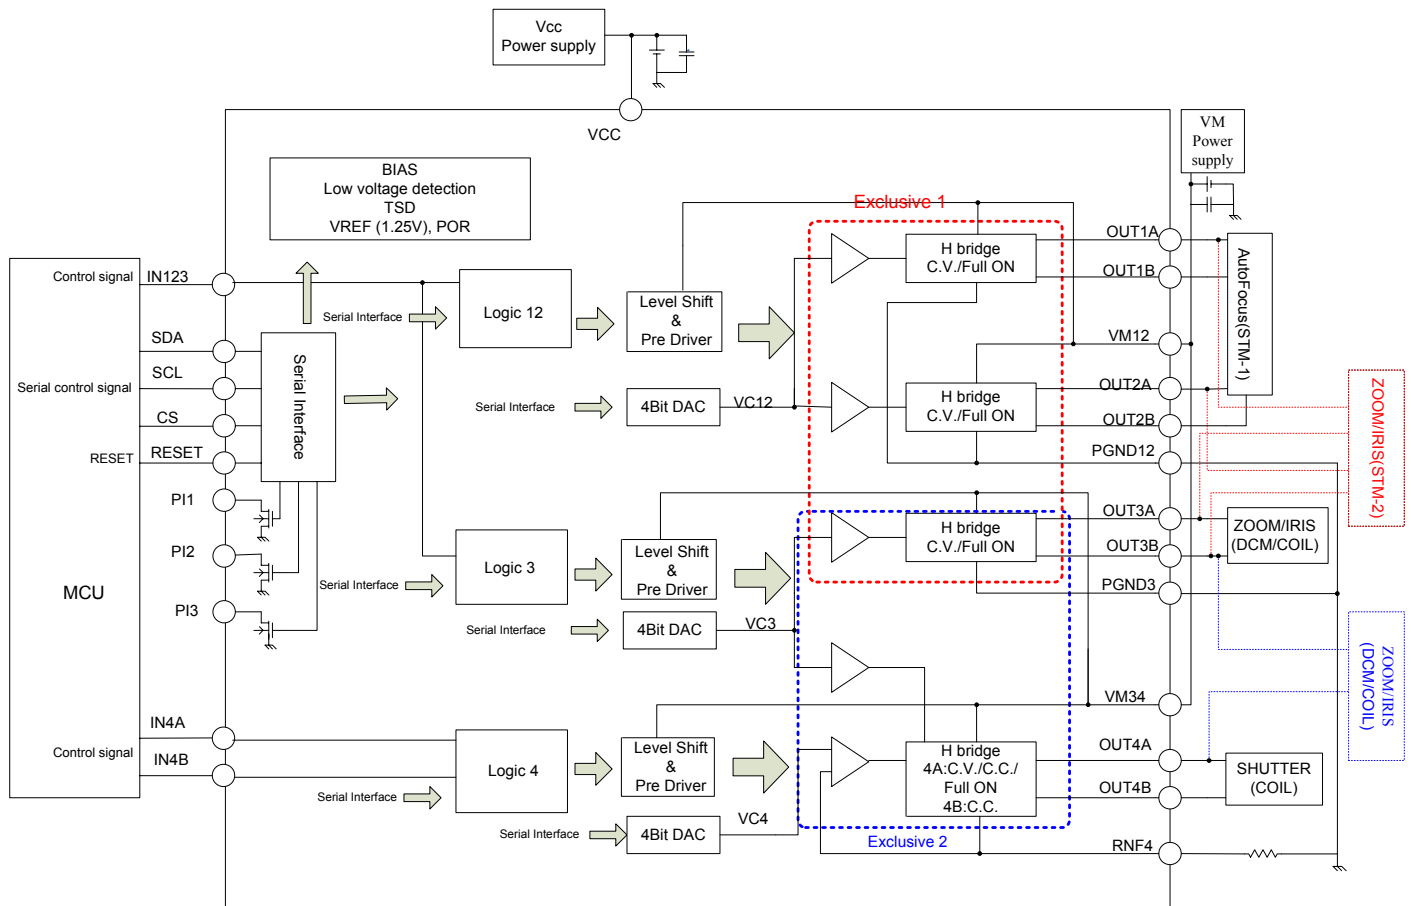 Vcc
Power supply
VCC
VM
Power
supply
BIAS
Low voltage detection
TSD
VREF (1.25V), POR
Exclusive 1
Control signal
IN123
SDA
Serial control signal
SCL
CS
RESET
RESET
PI1
PI2
PI3
MCU
IN4A
Control signal
IN4B
Serial Interface
Serial Interface
Logic 12
Level Shift
&
Pre Driver
H bridge
C.V./Full ON
Serial Interface
4Bit DAC
VC12
H bridge
C.V./Full ON
OUT1A
OUT1B
VM12
OUT2A
OUT2B
PGND12
AutoFocus(STM-1)
ZOOM/IRIS(STM-2)
Serial Interface
Logic 3
Level Shift
&
Pre Driver
H bridge
C.V./Full ON
OUT3A
OUT3B
PGND3
ZOOM/IRIS
(DCM/COIL)
Serial Interface
4Bit DAC
VC3
ZOOM/IRIS
(DCM/COIL)
VM34
Serial Interface
Logic 4
Level Shift
&
Pre Driver
H bridge
4A:C.V./C.C./
Full ON
4B:C.C.
OUT4A
OUT4B
SHUTTER
(COIL)
Serial Interface
4Bit DAC
VC4
Exclusive 2
RNF4